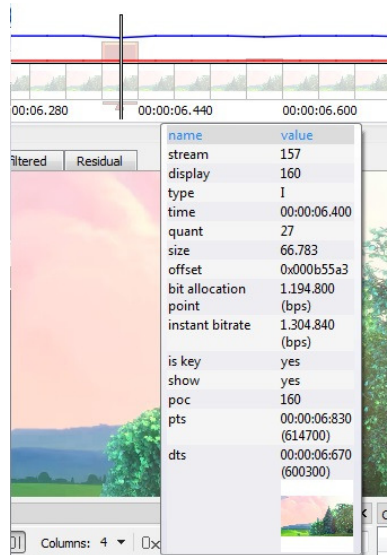 00:00:06.280
00:00:06.440
00:00:06.600
filtered
Residual
name value
stream 157
display 160
type I
time 00:00:06.400
quant 27
size 66.783
offset 0x000b55a3
bit allocation 1.194.800
point (bps)
instant bitrate 1.304.840
(bps)
is key yes
show yes
poc 160
pts 00:00:06:830
(614700)
dts 00:00:06:670
(600300)
Columns: 4